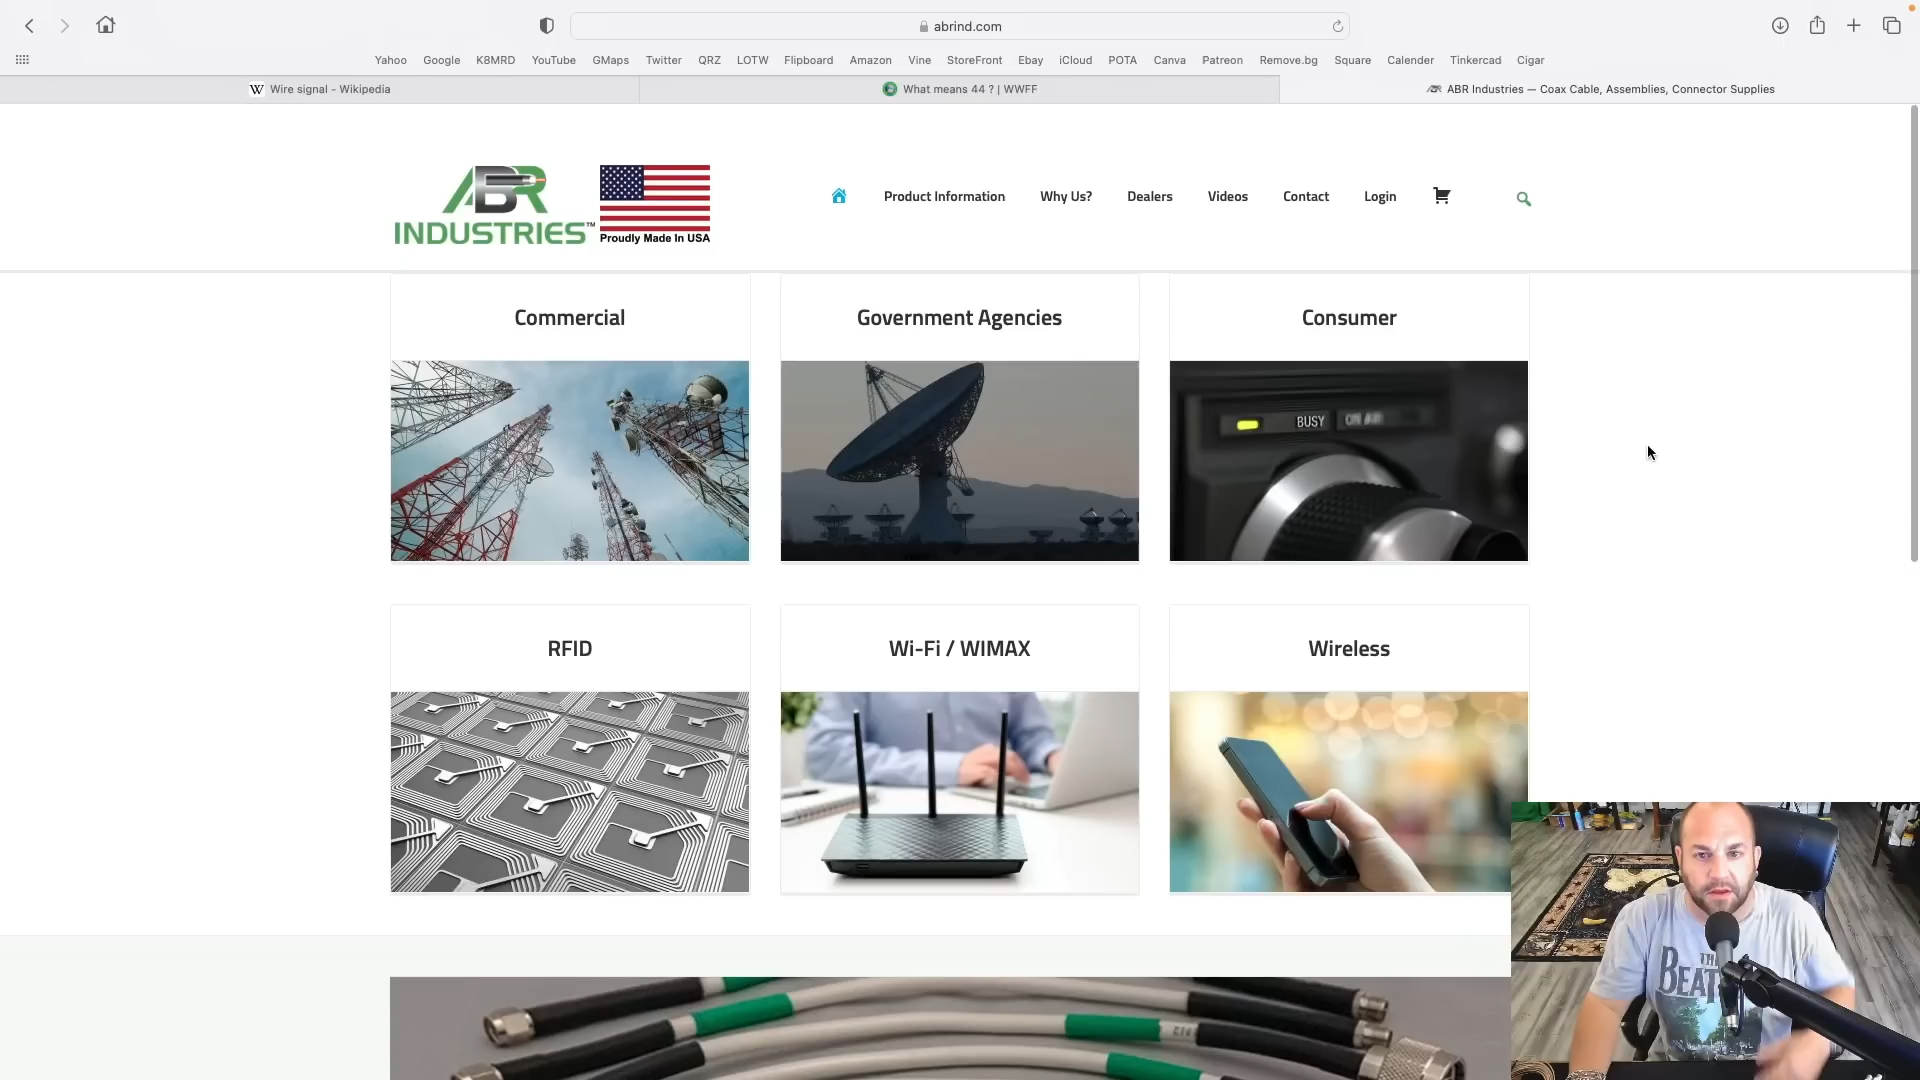 abrind.com
Yahoo Google K8MRD YouTube GMaps Twitter QRZ LOTW Flipboard Amazon Vine StoreFront Ebay iCloud POTA Canva Patreon Remove.bg Square Calender Tinkercad Cigar
Wire signal - Wikipedia
What means 44 ? | WWFF
ABR Industries — Coax Cable, Assemblies, Connector Supplies
ABR
INDUSTRIES™
Proudly Made In USA
Product Information Why Us? Dealers Videos Contact Login
Commercial
Government Agencies
Consumer
BUSY ON AIR
RFID
Wi-Fi / WIMAX
Wireless